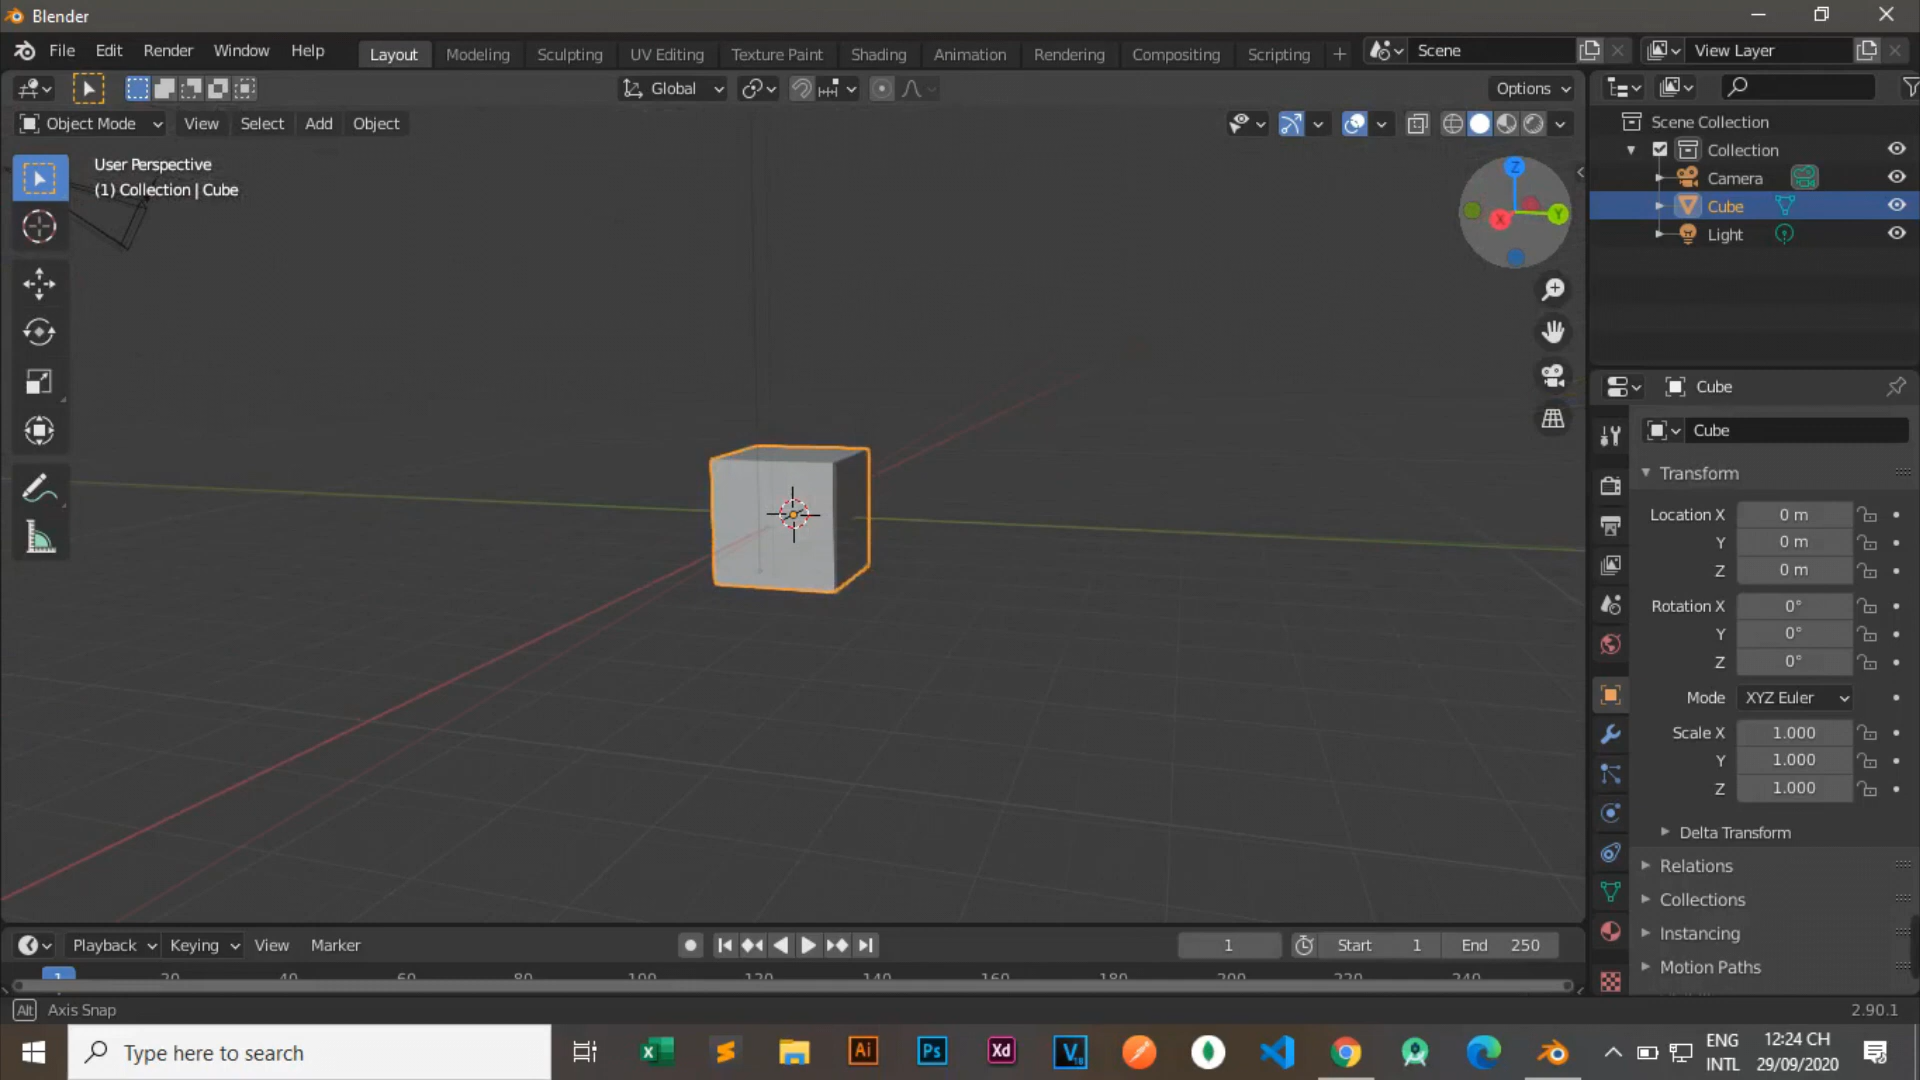 Blender
File Edit Render Window Help Layout Modeling Sculpting UV Editing Texture Paint Shading Animation Rendering Compositing Scripting + Scene View Layer
Global Options
Object Mode View Select Add Object
User Perspective
(1) Collection | Cube
Z
Y
X
Scene Collection
Collection
Camera
Cube
Light
Cube
Cube
Transform
Location X 0 m
Y 0 m
Z 0 m
Rotation X 0°
Y 0°
Z 0°
Mode XYZ Euler
Scale X 1.000
Y 1.000
Z 1.000
Delta Transform
Relations
Collections
Instancing
Motion Paths
Playback Keying View Marker 1 Start 1 End 250
1 20 40 60 80 100 120 140 160 180 200 220 240
Alt Axis Snap 2.90.1
Type here to search Ai Ps Xd ENG 12:24 CH
INTL 29/09/2020